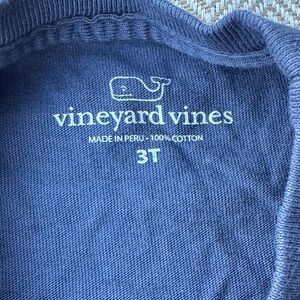 vineyard vines
MADE IN PERU • 100% COTTON
3T